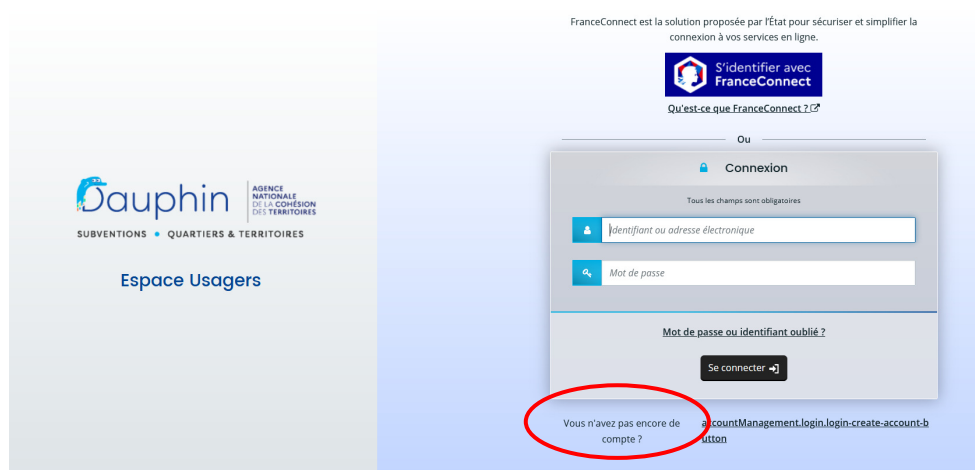 FranceConnect est la solution proposée par l'État pour sécuriser et simplifier la
connexion à vos services en ligne.
S'identifier avec
FranceConnect
Qu'est-ce que FranceConnect ?
Ou
Connexion
Tous les champs sont obligatoires
Identifiant ou adresse électronique
Mot de passe
Mot de passe ou identifiant oublié ?
Se connecter
Vous n'avez pas encore de
compte ?
accountManagement.login.login-create-account-b
utton
Dauphin
AGENCE
NATIONALE
DE LA COHÉSION
DES TERRITOIRES
SUBVENTIONS • QUARTIERS & TERRITOIRES
Espace Usagers